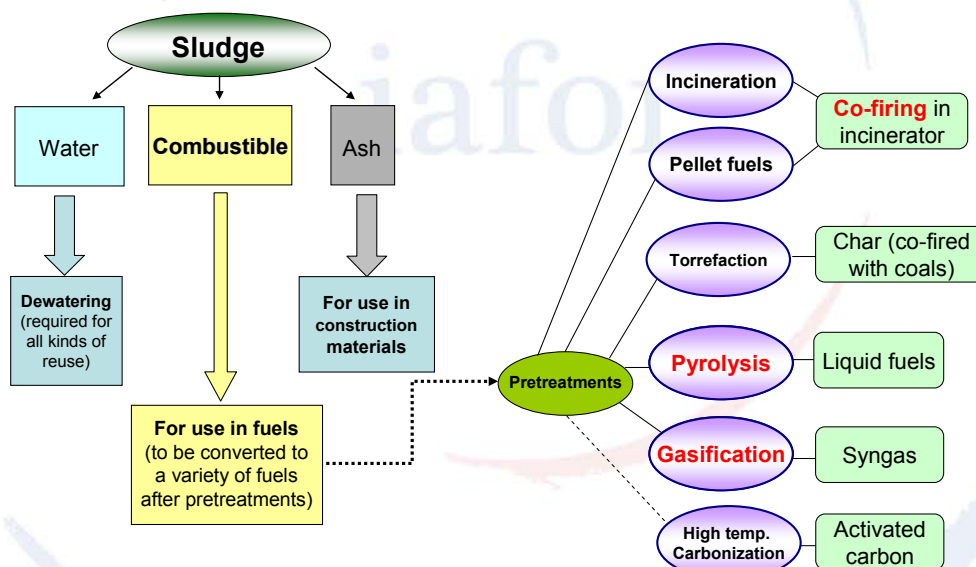 Sludge
Water
Combustible
Ash
Dewatering
(required for
all kinds of
reuse)
For use in
construction
materials
For use in fuels
(to be converted to
a variety of fuels
after pretreatments)
Pretreatments
Incineration
Pellet fuels
Co-firing in
incinerator
Torrefaction
Char (co-fired
with coals)
Pyrolysis
Liquid fuels
Gasification
Syngas
High temp.
Carbonization
Activated
carbon
iafor